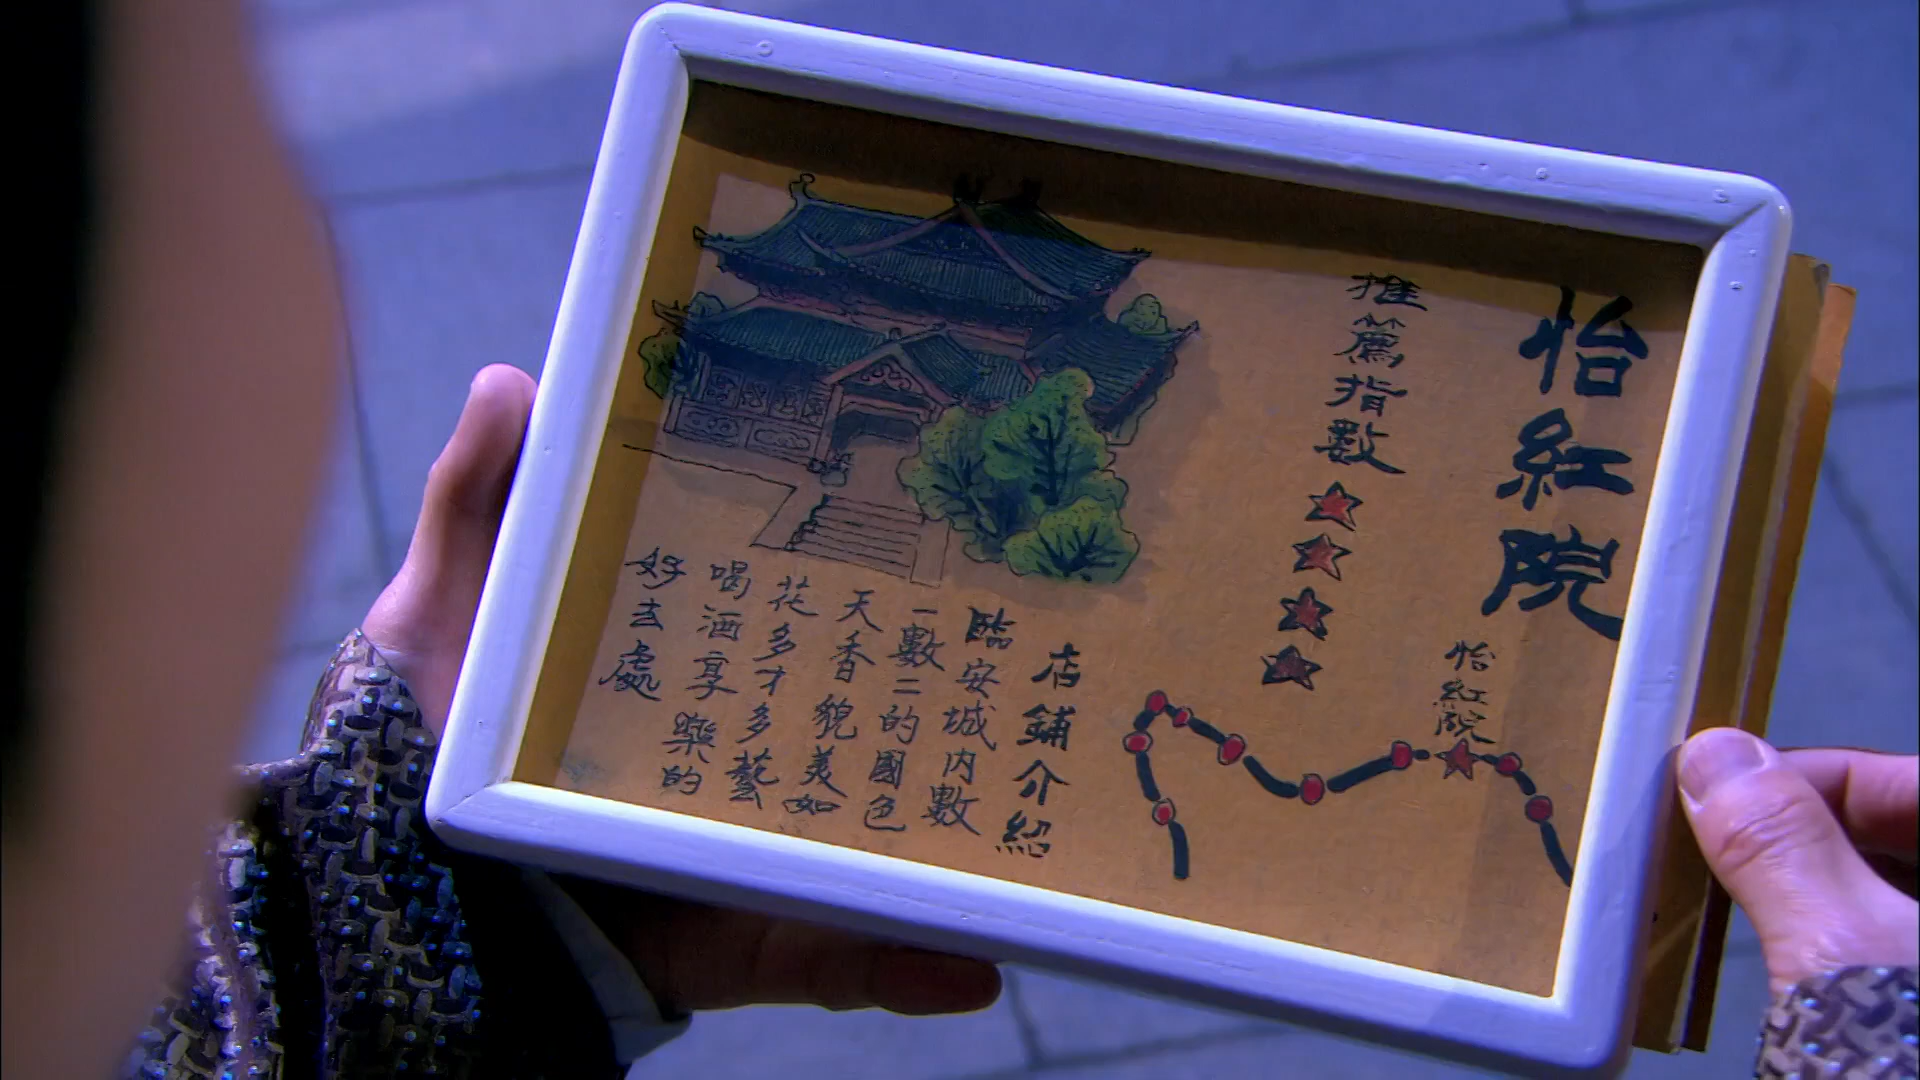 怡紅院
推薦指數
怡紅院
店鋪介紹
臨安城內數
一數二的國色
天香貌美如
花多才多藝
喝酒享樂的
好去處